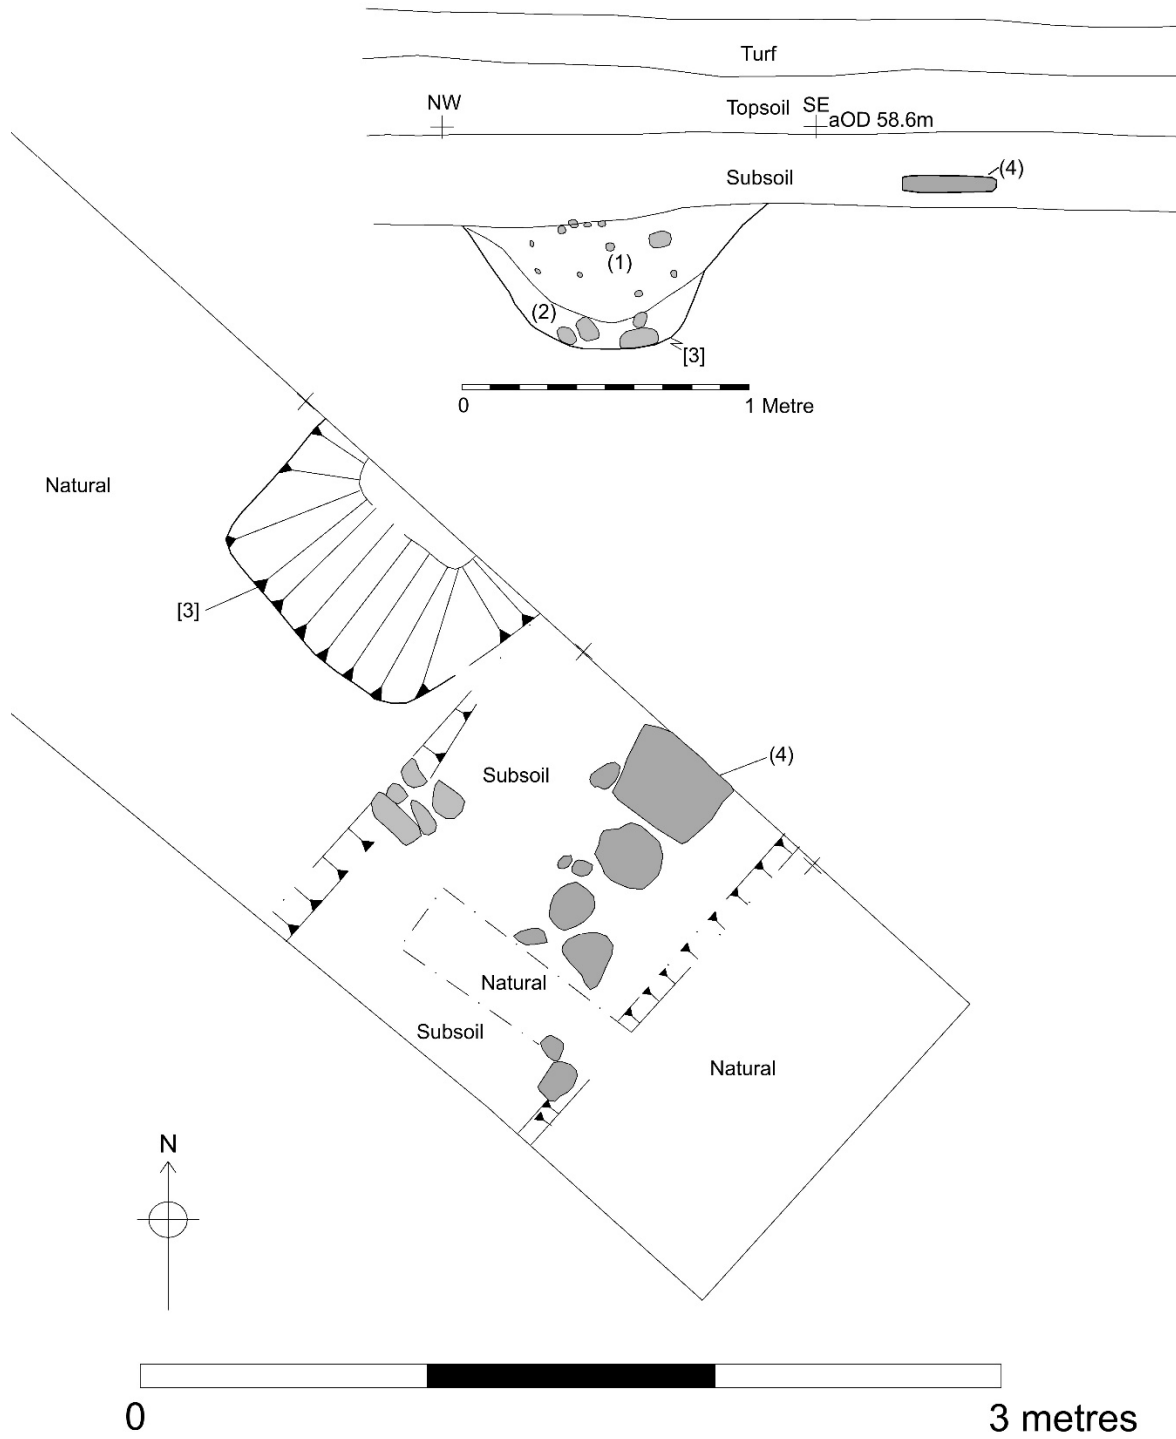 Turf
NW
Topsoil SE
aOD 58.6m
Subsoil
(4)
(1)
(2)
[3]
0 1 Metre
Natural
[3]
(4)
Subsoil
Natural
Subsoil
Natural
N
0 3 metres